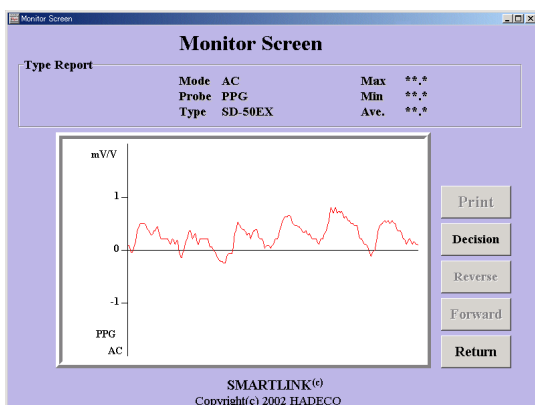 Monitor Screen
Monitor Screen
Type Report
Mode AC Max **.*
Probe PPG Min **.*
Type SD-50EX Ave. **.*
mV/V
1
0
-1
PPG
AC
Print
Decision
Reverse
Forward
Return
SMARTLINK(c)
Copyright(c) 2002 HADECO